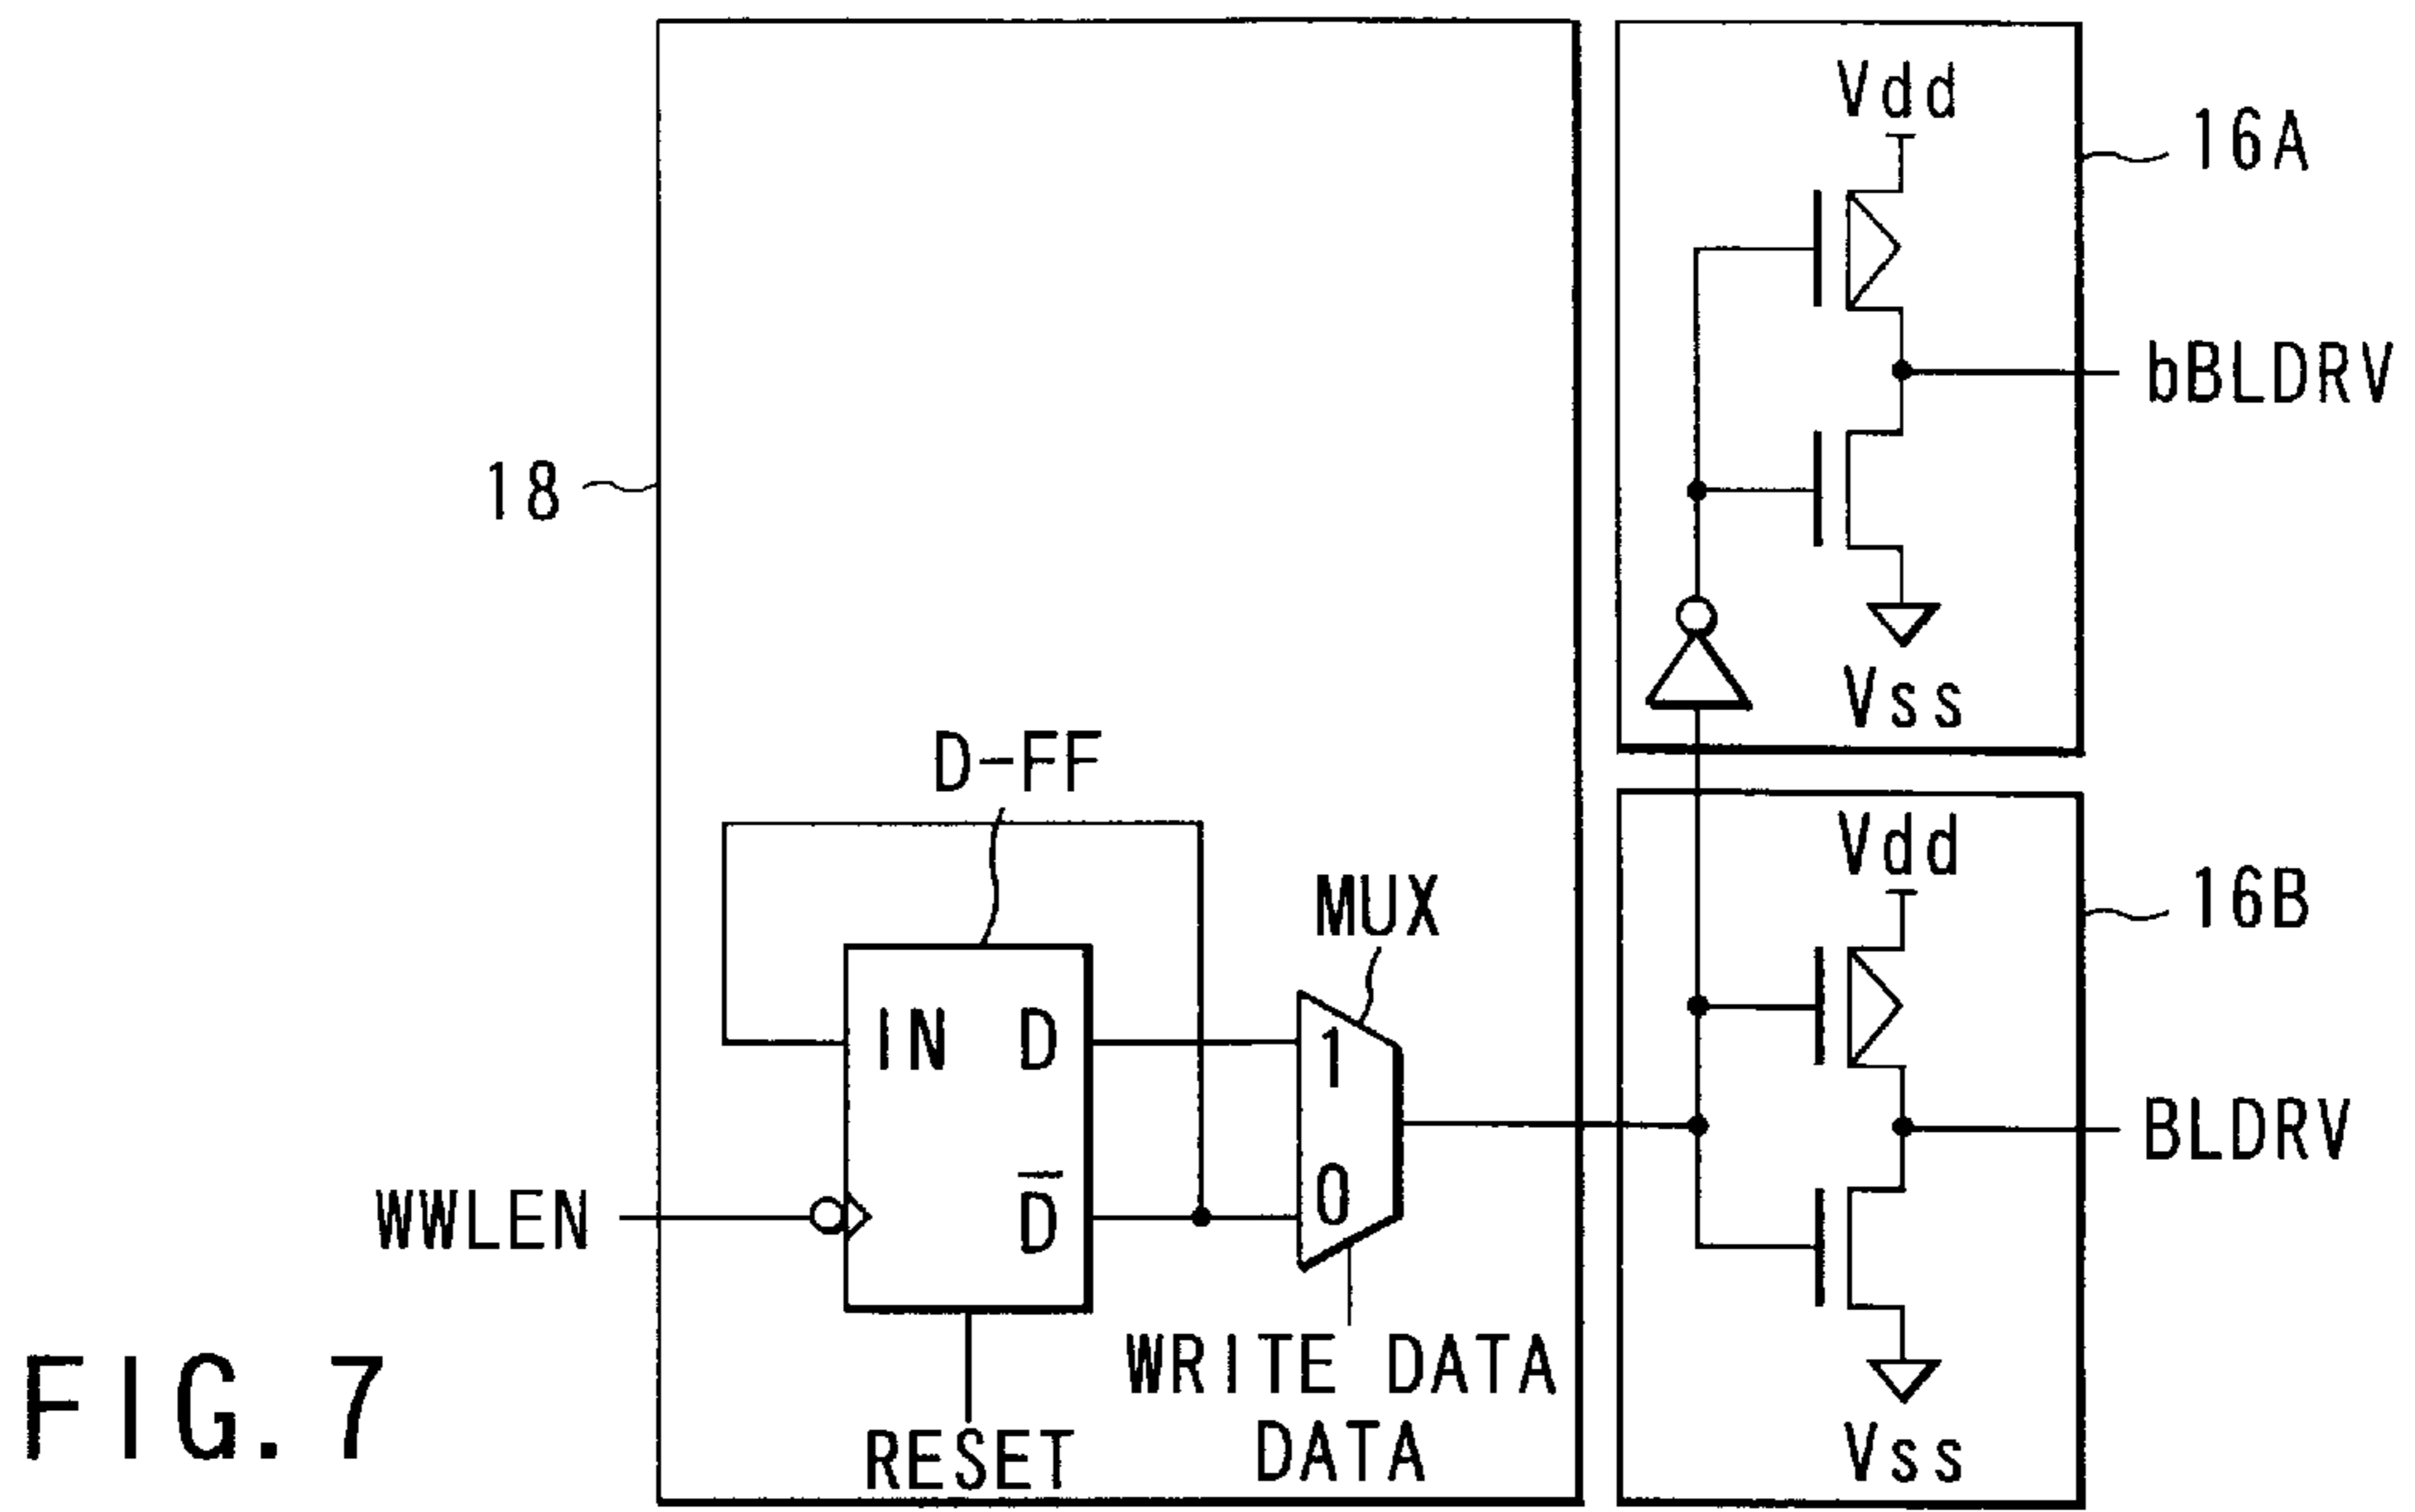 Vdd
16A
bBLDRV
18
Vss
D-FF
Vdd
MUX
16B
IN D
1
BLDRV
WWLEN
D̅
0
WRITE DATA
DATA
RESET
Vss
FIG. 7